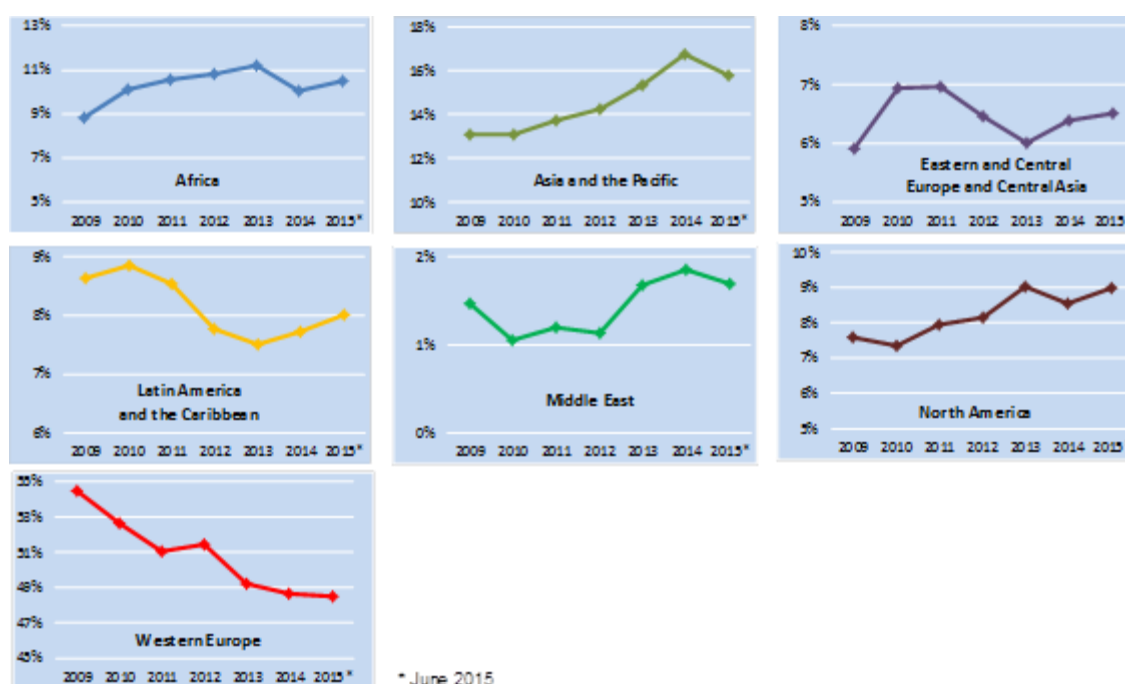 13%
11%
9%
7%
5%
Africa
2009 2010 2011 2012 2013 2014 2015*
18%
16%
14%
12%
10%
Asia and the Pacific
2009 2010 2011 2012 2013 2014 2015*
8%
7%
6%
5%
Eastern and Central
Europe and Central Asia
2009 2010 2011 2012 2013 2014 2015
9%
8%
7%
6%
Latin America
and the Caribbean
2009 2010 2011 2012 2013 2014 2015*
2%
1%
0%
Middle East
2009 2010 2011 2012 2013 2014 2015*
10%
9%
8%
7%
6%
5%
North America
2009 2010 2011 2012 2013 2014 2015
55%
53%
51%
49%
47%
45%
Western Europe
2009 2010 2011 2012 2013 2014 2015*
* June 2015